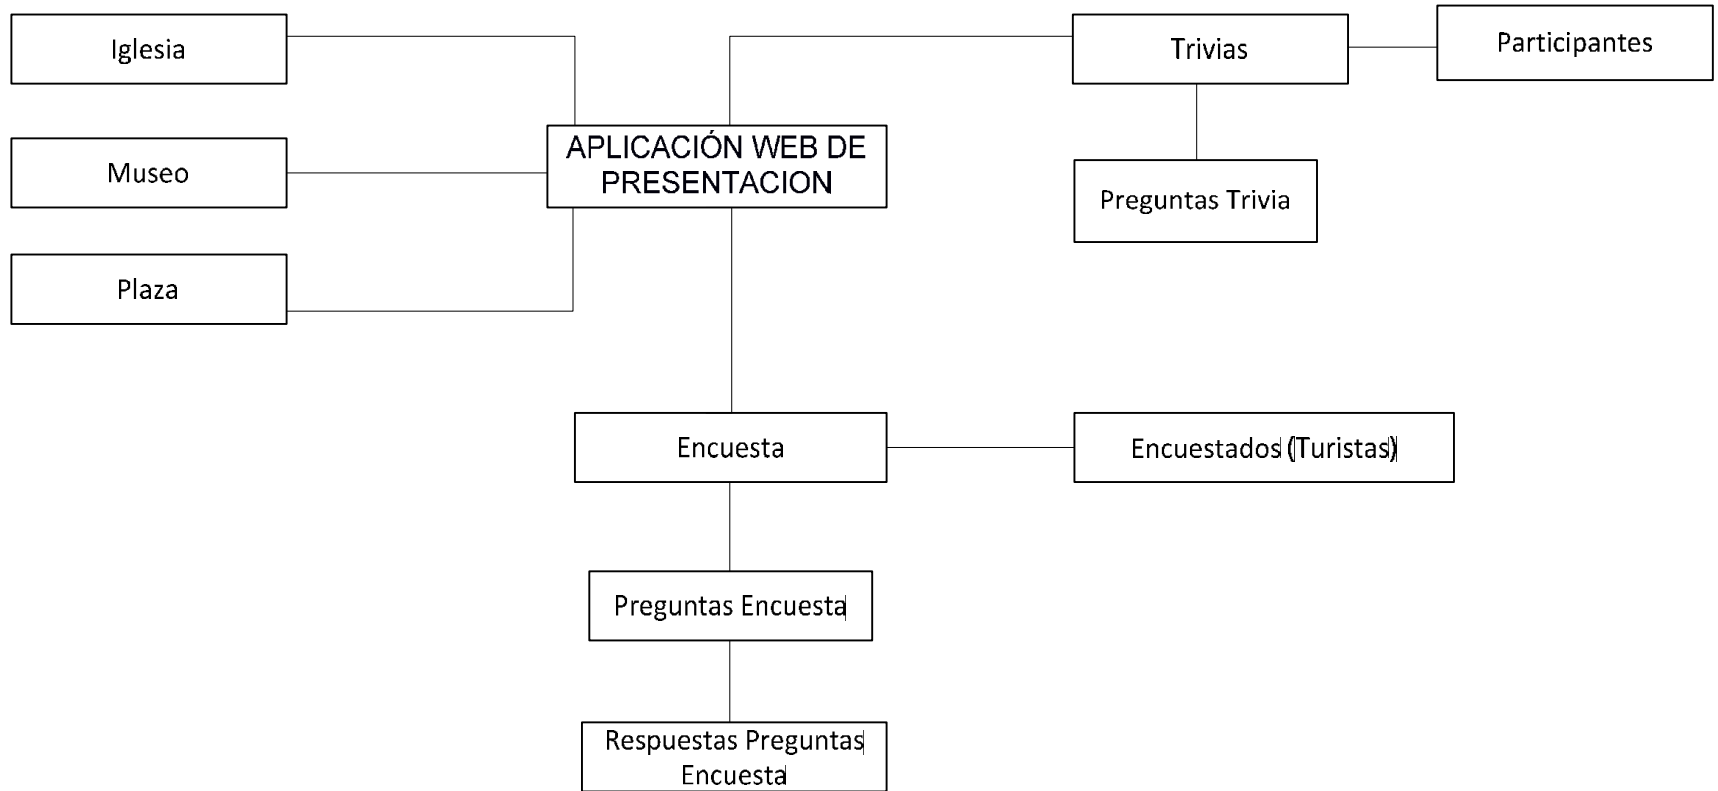 Iglesia
Trivias
Participantes
APLICACIÓN WEB DE
PRESENTACION
Museo
Preguntas Trivia
Plaza
Encuesta
Encuestados (Turistas)
Preguntas Encuesta
Respuestas Preguntas
Encuesta